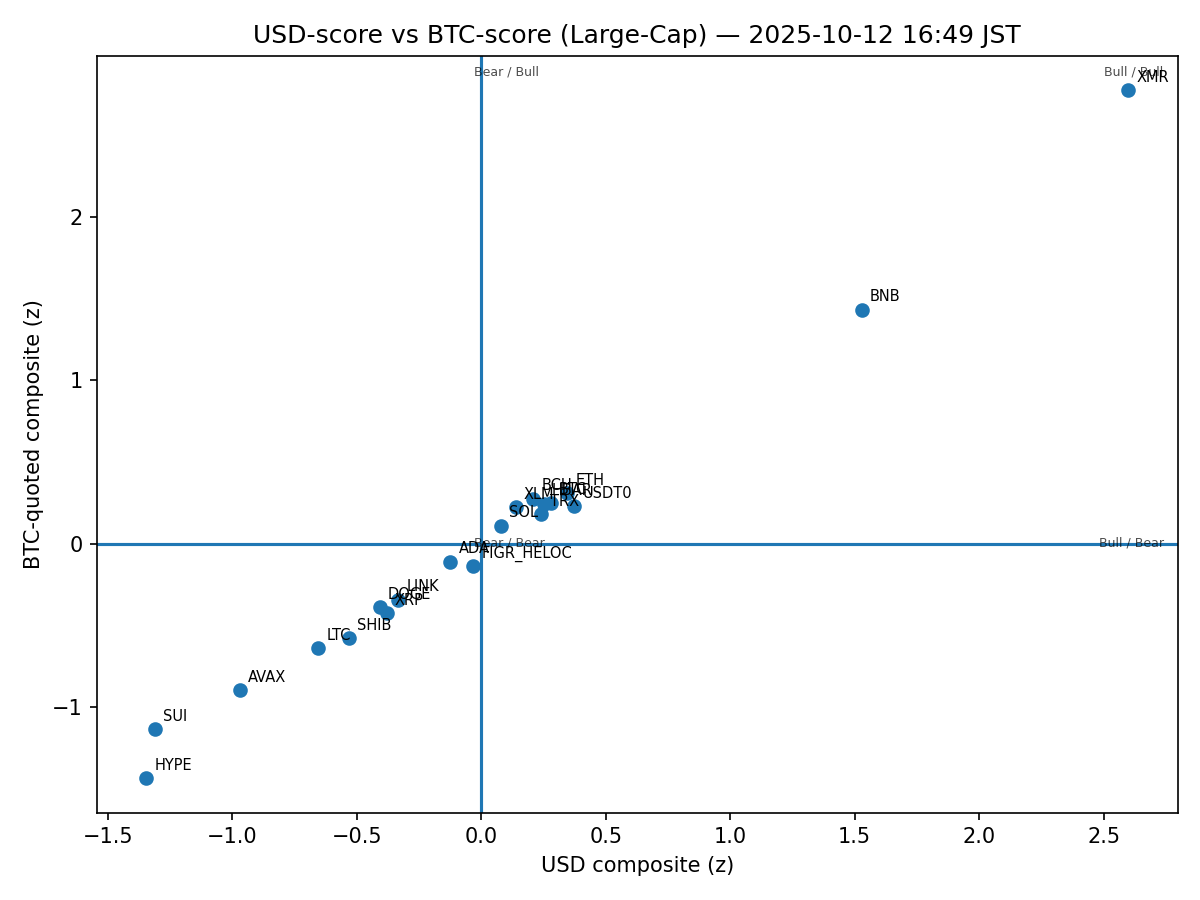 USD-score vs BTC-score (Large-Cap) — 2025-10-12 16:49 JST
Bear / Bull
Bull / Bull
XMR
BNB
ETH
BCH
USDT0
XLM
TRX
SOL
Bear / Bear
Bull / Bear
ADA
FIGR_HELOC
LINK
DOGE
XRP
SHIB
LTC
AVAX
SUI
HYPE
2
1
0
−1
−1.5
−1.0
−0.5
0.0
0.5
1.0
1.5
2.0
2.5
BTC-quoted composite (z)
USD composite (z)